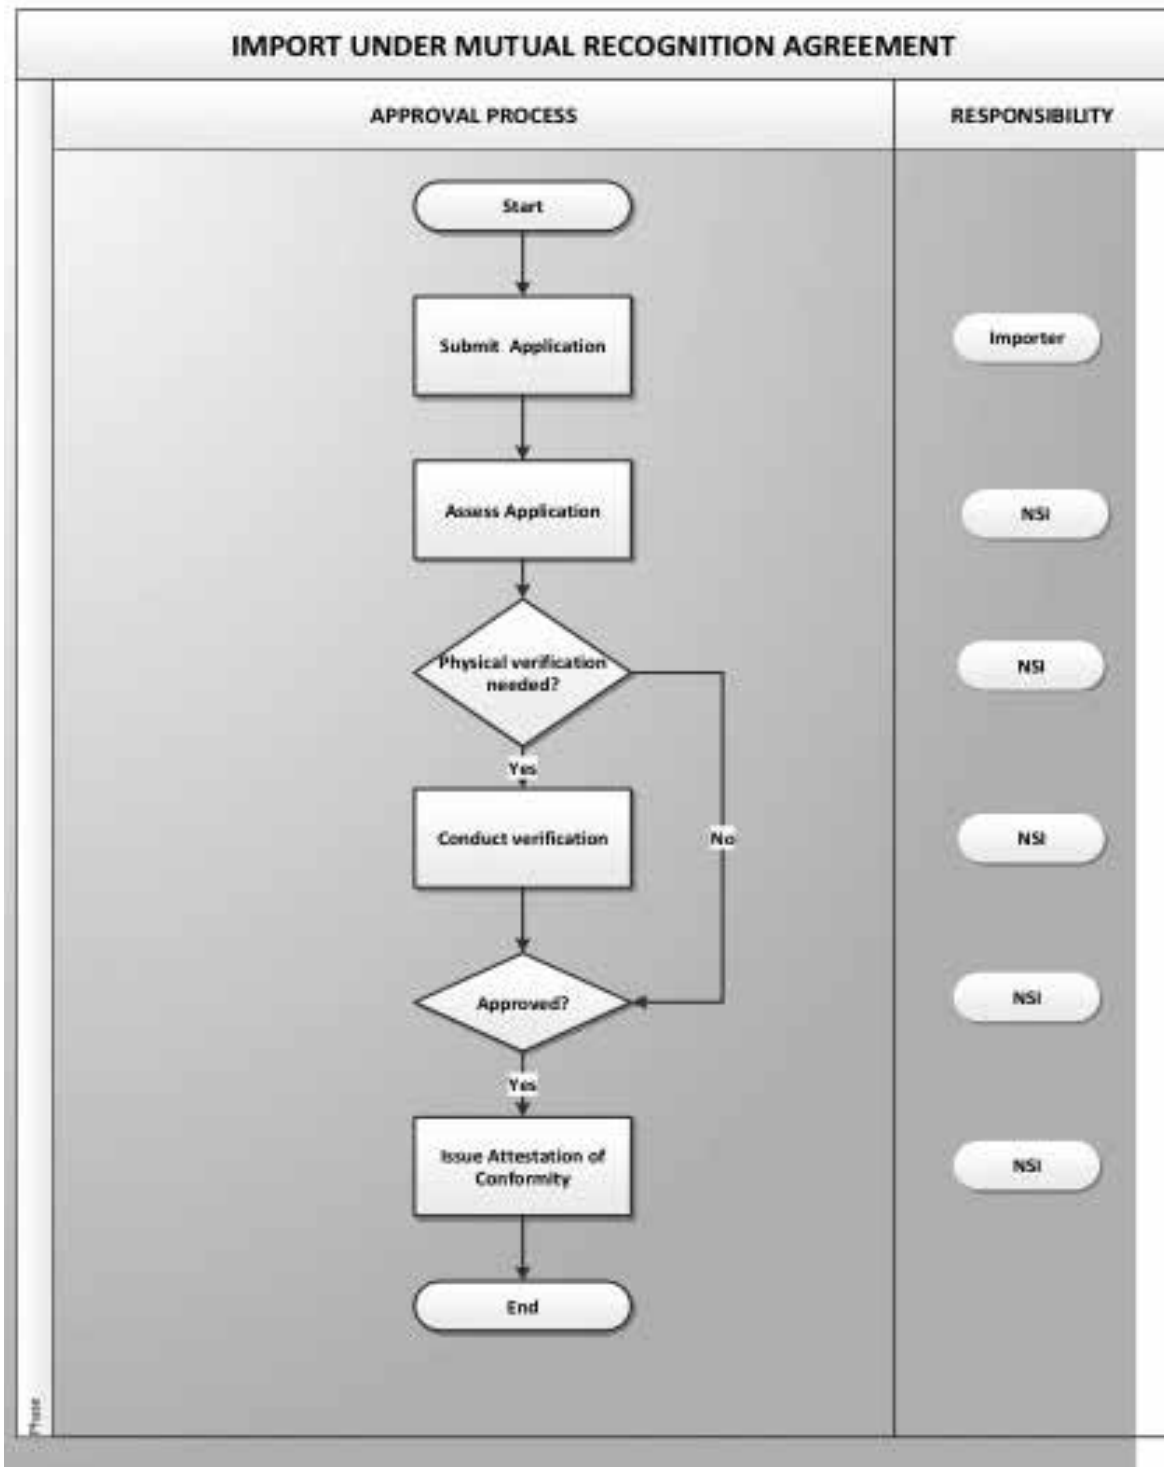 IMPORT UNDER MUTUAL RECOGNITION AGREEMENT
APPROVAL PROCESS
RESPONSIBILITY
Start
Submit Application
Importer
Assess Application
NSI
Physical verification
needed?
NSI
Yes
Conduct verification
No
NSI
Approved?
NSI
Yes
Issue Attestation of
Conformity
NSI
End
Phase